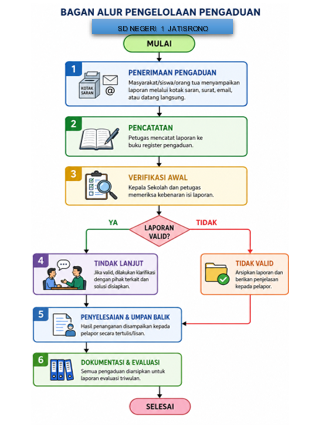 BAGAN ALUR PENGELOLAAN PENGADUAN
SD NEGERI 1 JATISRONO
MULAI
1
KOTAK
SARAN
@
PENERIMAAN PENGADUAN
Masyarakat/siswa/orang tua menyampaikan
laporan melalui kotak saran, surat, email,
atau datang langsung.
2
PENCATATAN
Petugas mencatat laporan ke
buku register pengaduan.
3
VERIFIKASI AWAL
Kepala Sekolah dan petugas
memeriksa kebenaran isi laporan.
YA
LAPORAN
VALID?
TIDAK
4
TINDAK LANJUT
Jika valid, dilakukan klarifikasi
dengan pihak terkait dan
solusi disiapkan.
TIDAK VALID
Arsipkan laporan dan
berikan penjelasan
kepada pelapor.
5
PENYELESAIAN & UMPAN BALIK
Hasil penanganan disampaikan kepada
pelapor secara tertulis/lisan.
6
DOKUMENTASI & EVALUASI
Semua pengaduan diarsipkan untuk
laporan evaluasi triwulan.
SELESAI